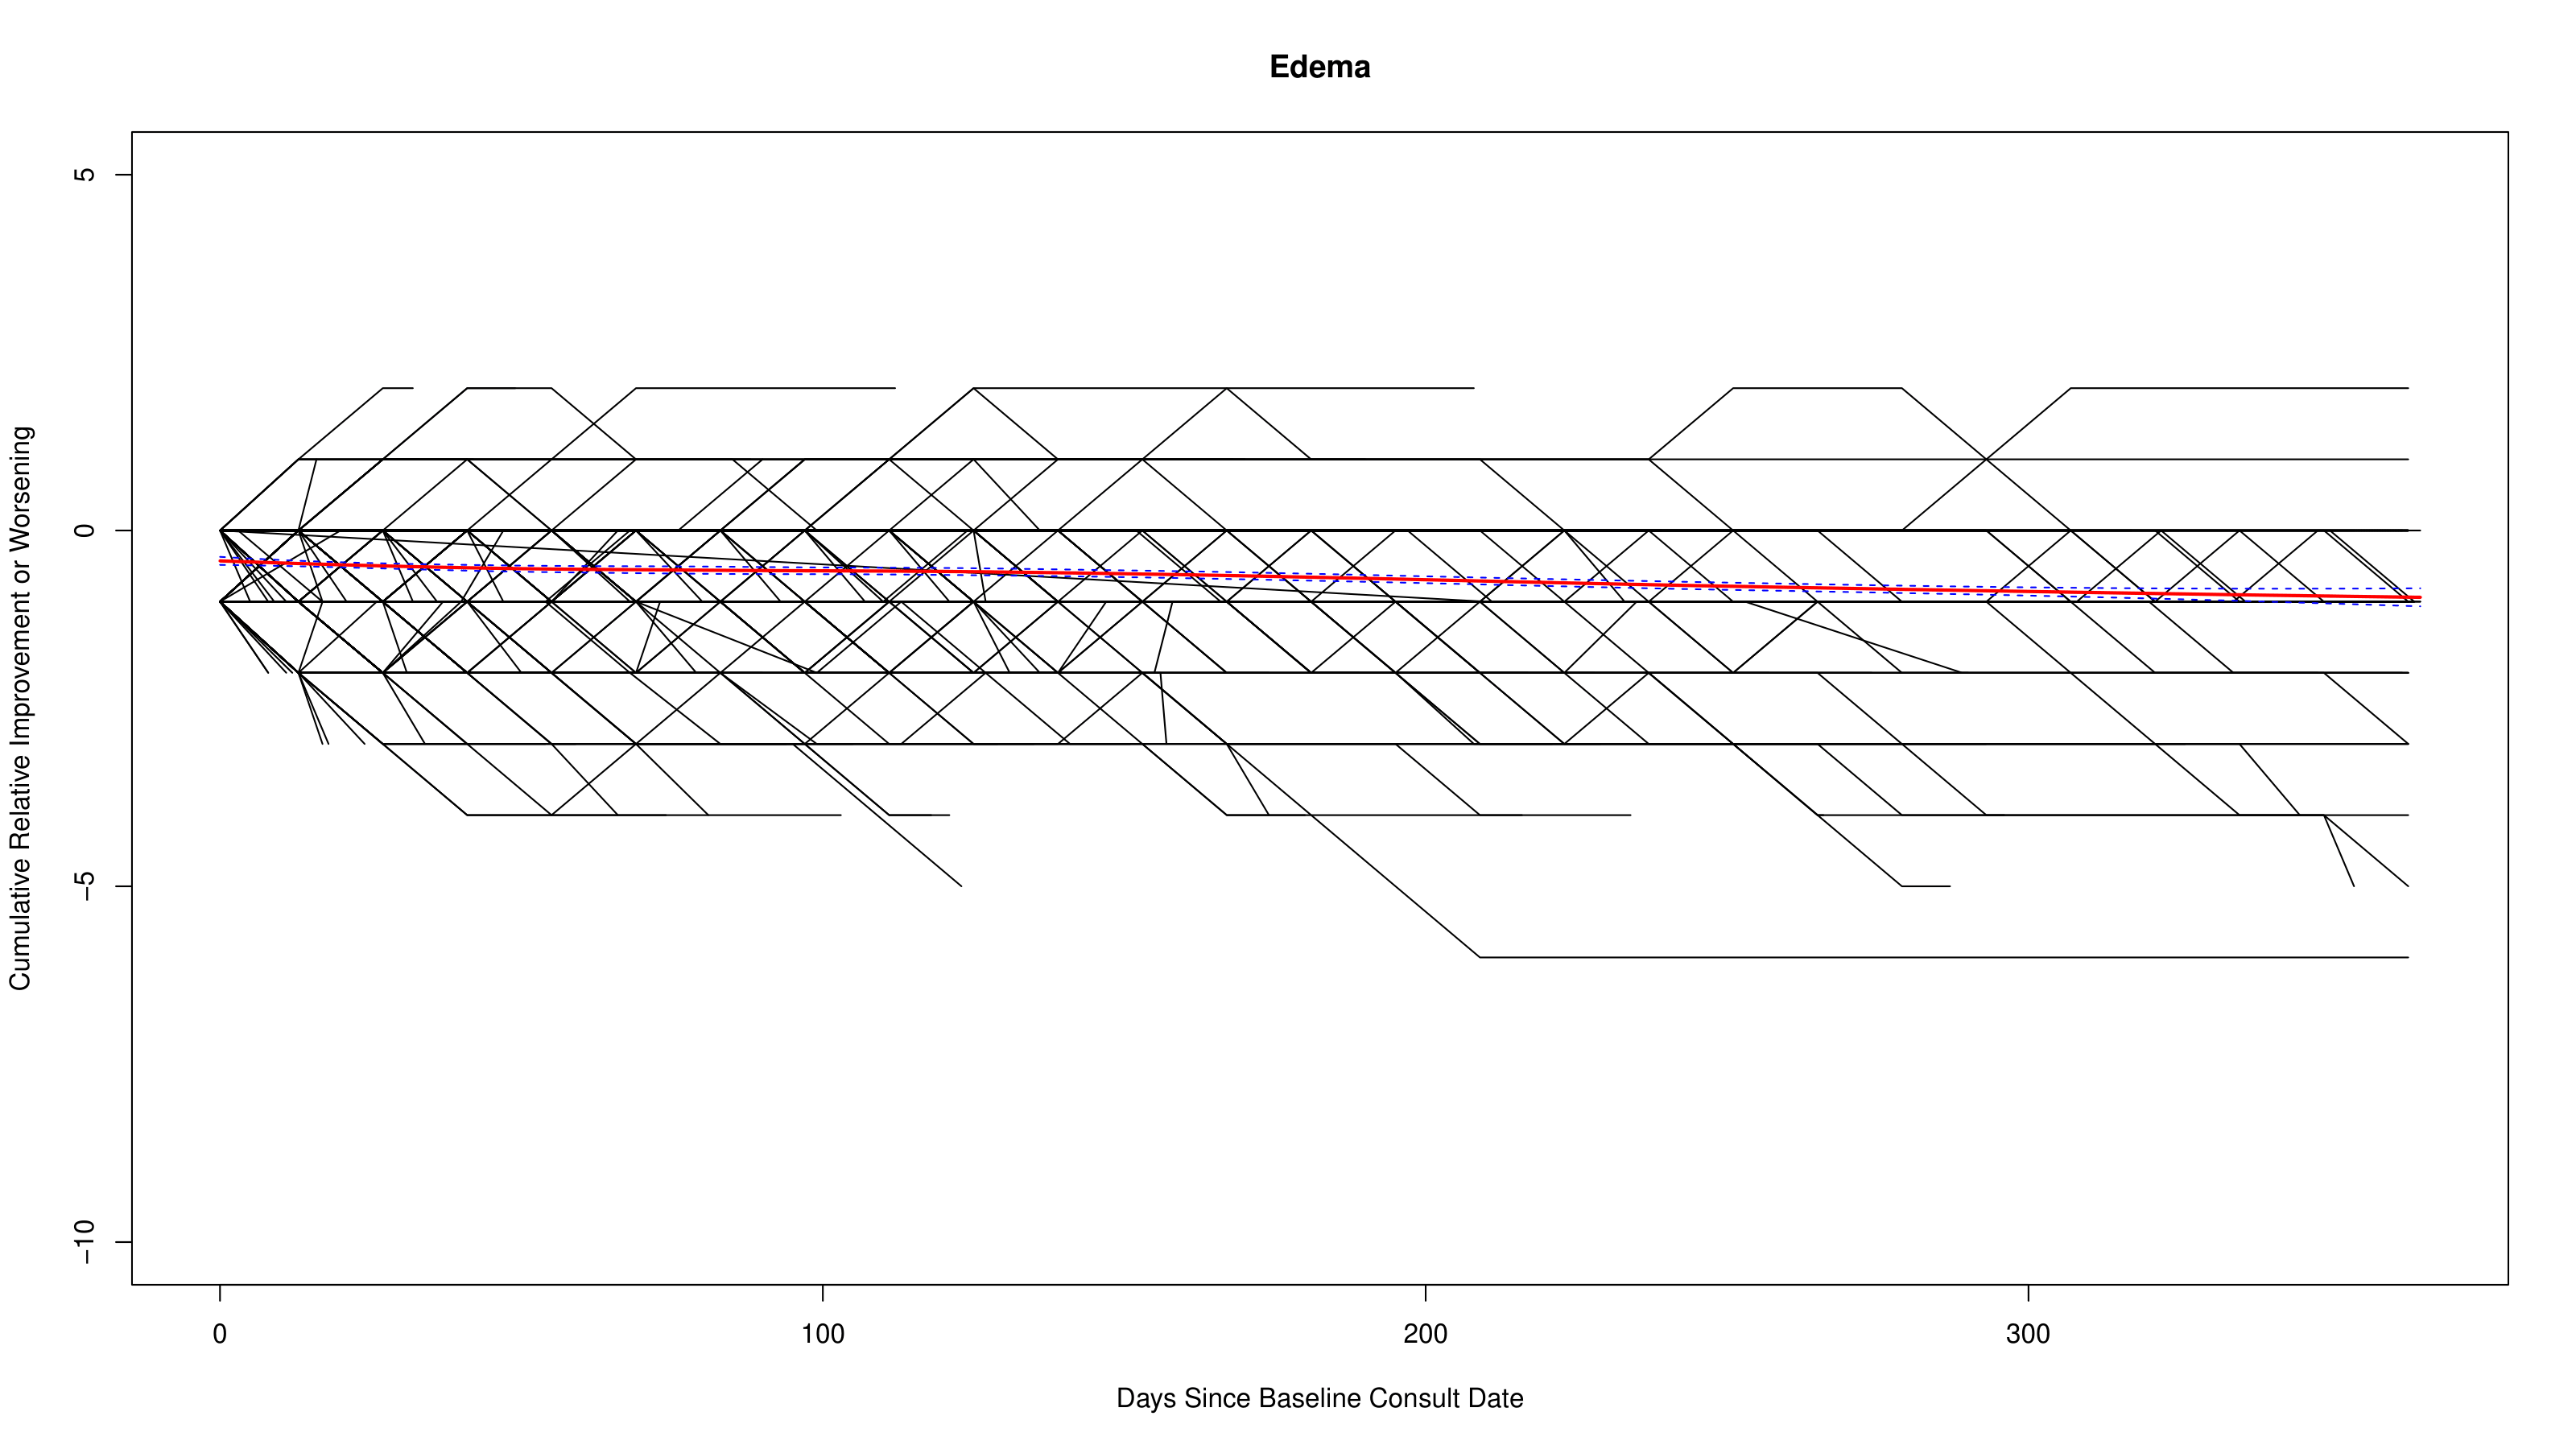 Edema
Cumulative Relative Improvement or Worsening
5
0
−5
−10
0 100 200 300
Days Since Baseline Consult Date